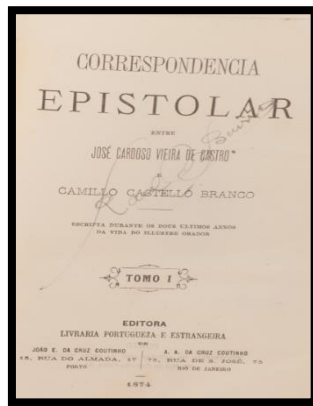 CORRESPONDENCIA
EPISTOLAR
ENTRE
JOSÉ CARDOSO VIEIRA DE CASTRO
E
CAMILLO CASTELLO BRANCO
ESCRIPTA DURANTE OS DOUS ULTIMOS ANNOS
DA VIDA DO ILLUSTRE ORADOR
TOMO I
EDITORA
LIVRARIA PORTUGUEZA E ESTRANGEIRA
DE
JOÃO E. DA CRUZ COUTINHO
18, RUA DO ALMADA, 17
PORTO
A. A. DA CRUZ COUTINHO
75, RUA DE S. JOSÉ, 75
RIO DE JANEIRO
1874